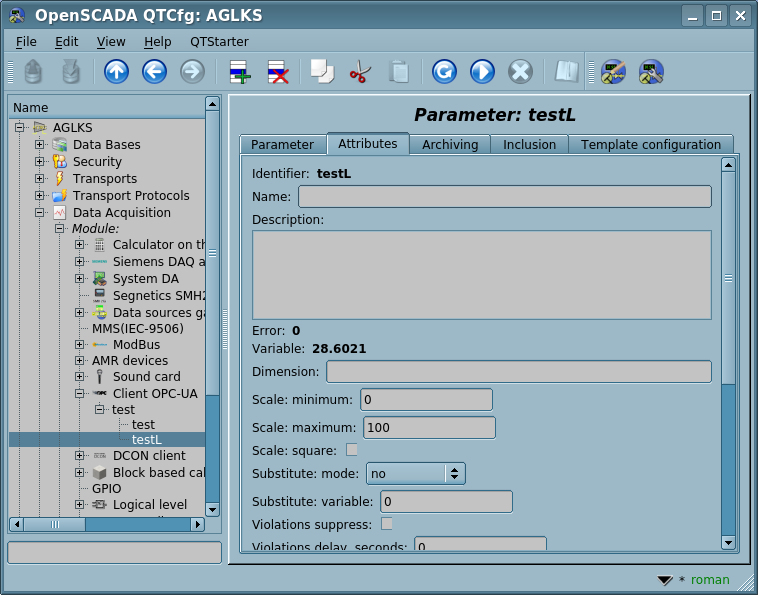 OpenSCADA QTCfg: AGLKS
File Edit View Help QTStarter
Name
AGLKS
Data Bases
Security
Transports
Transport Protocols
Data Acquisition
Module:
Calculator on th
Siemens DAQ a
System DA
Segnetics SMH2
Data sources ga
MMS(IEC-9506)
ModBus
AMR devices
Sound card
Client OPC-UA
test
test
testL
DCON client
Block based cal
GPIO
Logical level
Parameter: testL
Parameter Attributes Archiving Inclusion Template configuration
Identifier: testL
Name:
Description:
Error: 0
Variable: 28.6021
Dimension:
Scale: minimum: 0
Scale: maximum: 100
Scale: square:
Substitute: mode: no
Substitute: variable: 0
Violations suppress:
Violations delay, seconds: 0
* roman